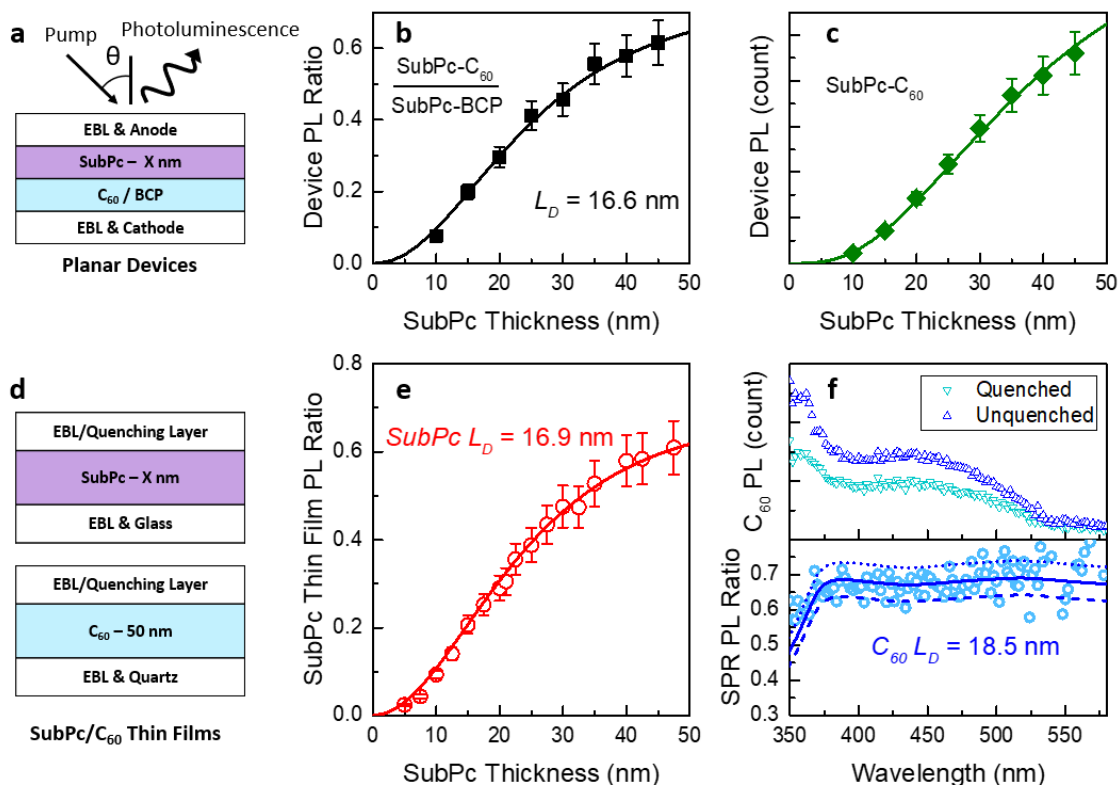 a
Pump
Photoluminescence
θ
EBL & Anode
SubPc – X nm
C₆₀ / BCP
EBL & Cathode
Planar Devices
b
SubPc-C₆₀
SubPc-BCP
L_D = 16.6 nm
Device PL Ratio
0.6
0.4
0.2
0.0
0 10 20 30 40 50
SubPc Thickness (nm)
c
SubPc-C₆₀
Device PL (count)
0 10 20 30 40 50
SubPc Thickness (nm)
d
EBL/Quenching Layer
SubPc – X nm
EBL & Glass
EBL/Quenching Layer
C₆₀ – 50 nm
EBL & Quartz
SubPc/C₆₀ Thin Films
e
SubPc L_D = 16.9 nm
SubPc Thin Film PL Ratio
0.8
0.6
0.4
0.2
0.0
0 10 20 30 40 50
SubPc Thickness (nm)
f
Quenched
Unquenched
C₆₀ PL (count)
SPR PL Ratio
0.7
0.6
0.5
0.4
0.3
C₆₀ L_D = 18.5 nm
350 400 450 500 550
Wavelength (nm)